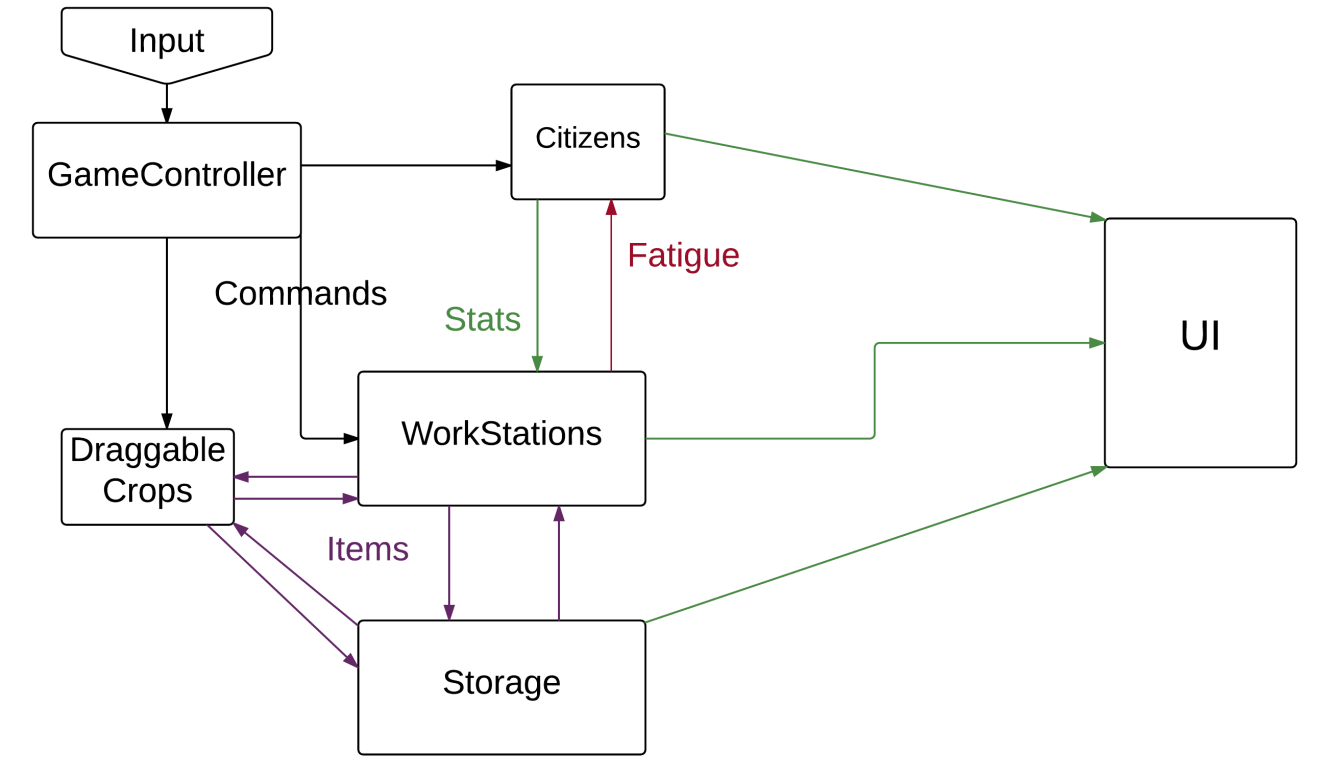 Input
GameController
Citizens
Fatigue
Commands
Stats
UI
WorkStations
Draggable
Crops
Items
Storage